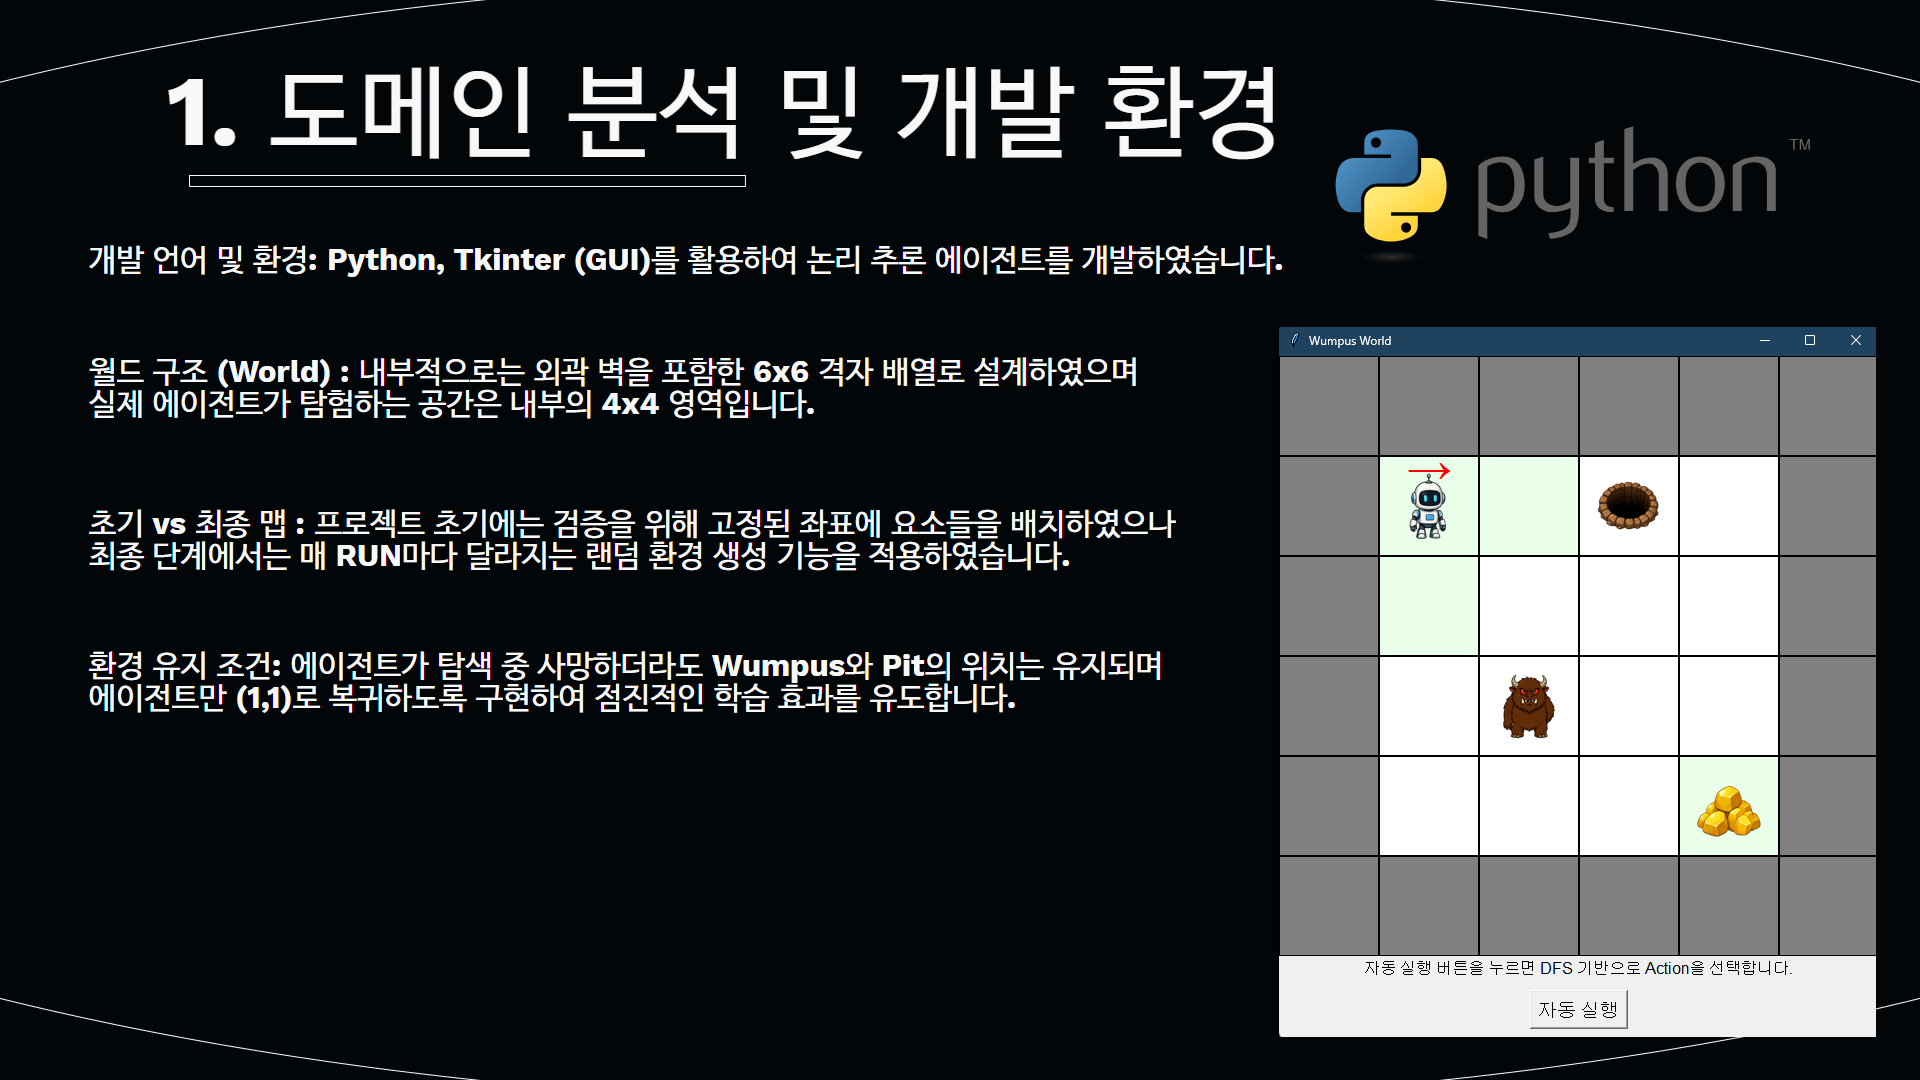 1. 도메인 분석 및 개발 환경
python TM
개발 언어 및 환경: Python, Tkinter (GUI)를 활용하여 논리 추론 에이전트를 개발하였습니다.
월드 구조 (World) : 내부적으로는 외곽 벽을 포함한 6x6 격자 배열로 설계하였으며
실제 에이전트가 탐험하는 공간은 내부의 4x4 영역입니다.
초기 vs 최종 맵 : 프로젝트 초기에는 검증을 위해 고정된 좌표에 요소들을 배치하였으나
최종 단계에서는 매 RUN마다 달라지는 랜덤 환경 생성 기능을 적용하였습니다.
환경 유지 조건: 에이전트가 탐색 중 사망하더라도 Wumpus와 Pit의 위치는 유지되며
에이전트만 (1,1)로 복귀하도록 구현하여 점진적인 학습 효과를 유도합니다.
Wumpus World
자동 실행 버튼을 누르면 DFS 기반으로 Action을 선택합니다.
자동 실행